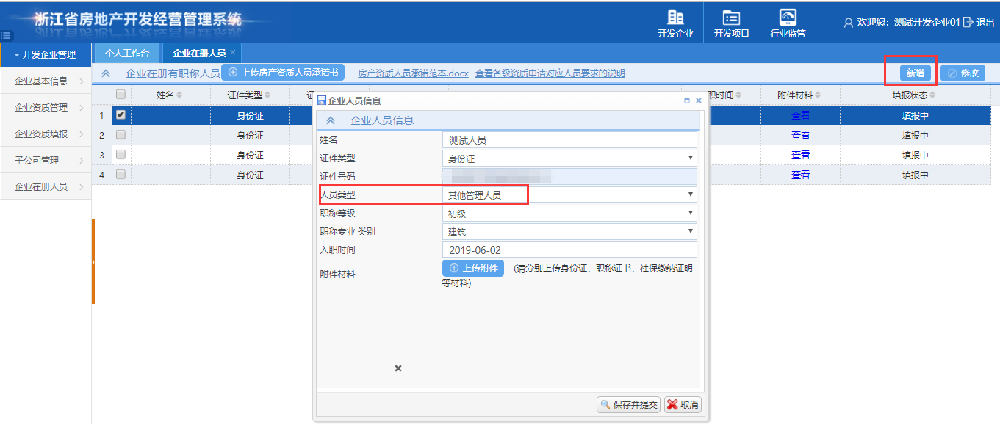 浙江省房地产开发经营管理系统
开发企业 开发项目 行业监管 欢迎您: 测试开发企业01 退出
开发企业管理 个人工作台 企业在册人员 ×
企业基本信息
企业资质管理
企业资质填报
子公司管理
企业在册人员
企业在册有职称人员 上传房产资质人员承诺书 房产资质人员承诺范本.docx 查看各级资质申请对应人员要求的说明 新增 修改
姓名 证件类型 职时间 附件材料 填报状态
1 身份证 查看 填报中
2 身份证 查看 填报中
3 身份证 查看 填报中
4 身份证 查看 填报中
企业人员信息
企业人员信息
姓名 测试人员
证件类型 身份证
证件号码
人员类型 其他管理人员
职称等级 初级
职称专业 类别 建筑
入职时间 2019-06-02
附件材料 上传附件 (请分别上传身份证、职称证书、社保缴纳证明
等材料)
保存并提交 取消